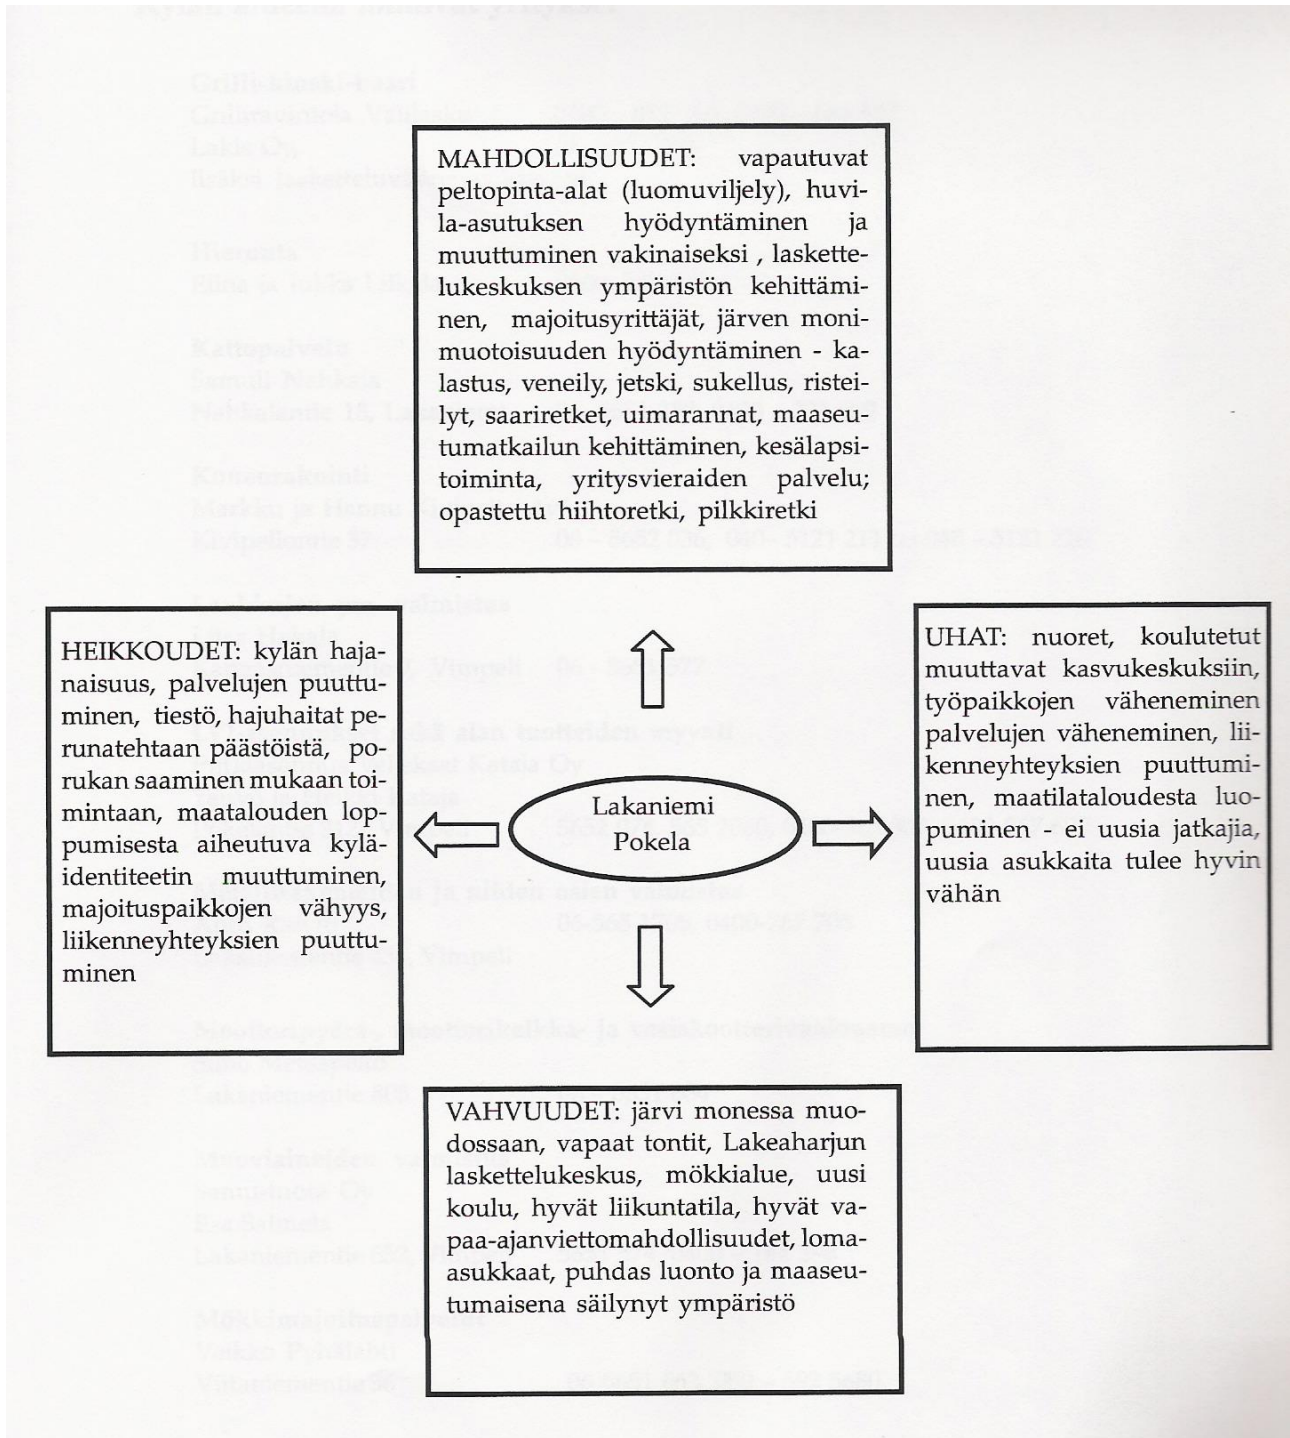 MAHDOLLISUUDET: vapautuvat
peltopinta-alat (luomuviljely), huvi-
la-asutuksen hyödyntäminen ja
muuttuminen vakinaiseksi , laskette-
lukeskuksen ympäristön kehittämi-
nen, majoitusyrittäjät, järven moni-
muotoisuuden hyödyntäminen - ka-
lastus, veneily, jetski, sukellus, ristei-
lyt, saariretket, uimarannat, maaseu-
tumatkailun kehittäminen, kesälapsi-
toiminta, yritysvieraiden palvelu;
opastettu hiihtoretki, pilkkiretki
HEIKKOUDET: kylän haja-
naisuus, palvelujen puuttu-
minen, tiestö, hajuhaitat pe-
runatehtaan päästöistä, po-
rukan saaminen mukaan toi-
mintaan, maatalouden lop-
pumisesta aiheutuva kylä-
identiteetin muuttuminen,
majoituspaikkojen vähyys,
liikenneyhteyksien puuttu-
minen
Lakaniemi
Pokela
UHAT: nuoret, koulutetut
muuttavat kasvukeskuksiin,
työpaikkojen väheneminen
palvelujen väheneminen, lii-
kenneyhteyksien puuttumi-
nen, maatilataloudesta luo-
puminen - ei uusia jatkajia,
uusia asukkaita tulee hyvin
vähän
VAHVUUDET: järvi monessa muo-
dossaan, vapaat tontit, Lakeaharjun
laskettelukeskus, mökkialue, uusi
koulu, hyvät liikuntatila, hyvät va-
paa-ajanviettomahdollisuudet, loma-
asukkaat, puhdas luonto ja maaseu-
tumaisena säilynyt ympäristö